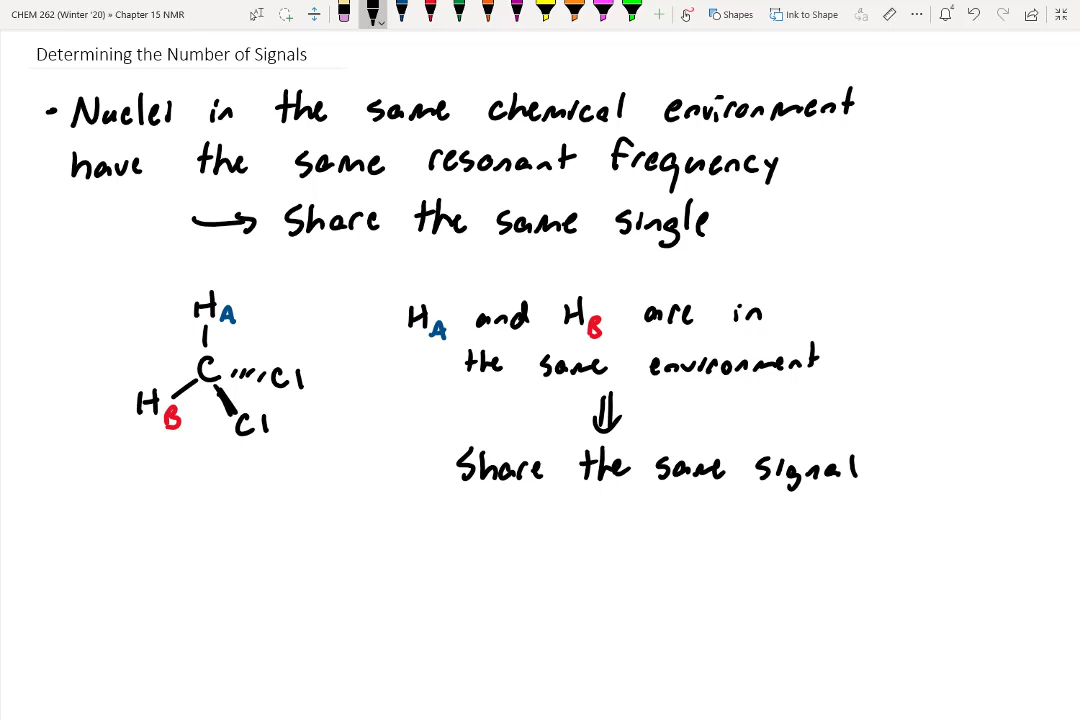 CHEM 262 (Winter '20) » Chapter 15 NMR
Shapes
Ink to Shape
Determining the Number of Signals
• Nuclei in the same chemical environment
have the same resonant frequency
→ Share the same single
HA
C
Cl
HB
Cl
HA and HB are in
the same environment
⇓
Share the same signal